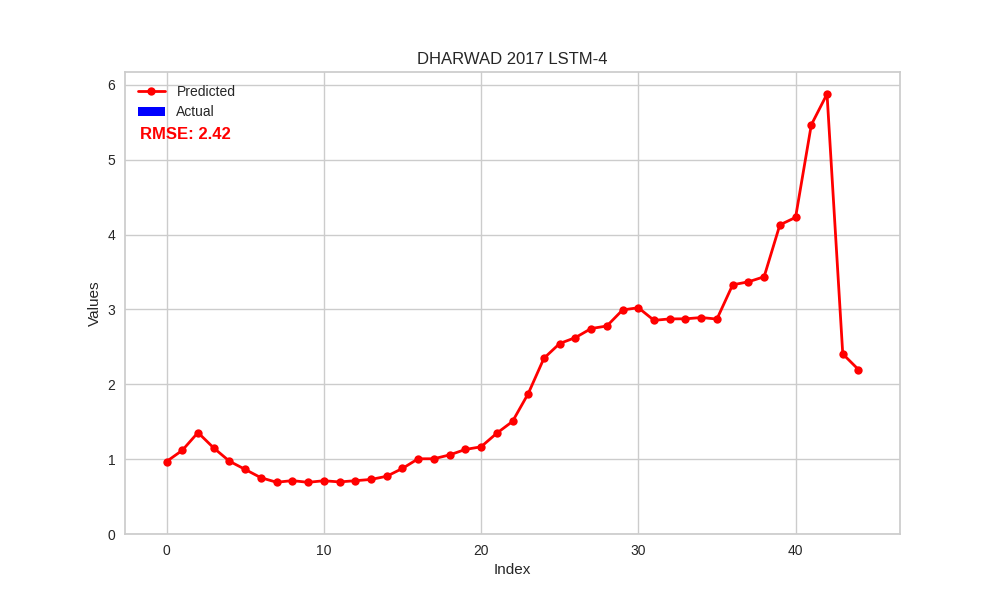 DHARWAD 2017 LSTM-4
Predicted
Actual
RMSE: 2.42
6
5
4
3
2
1
0
Values
0 10 20 30 40
Index